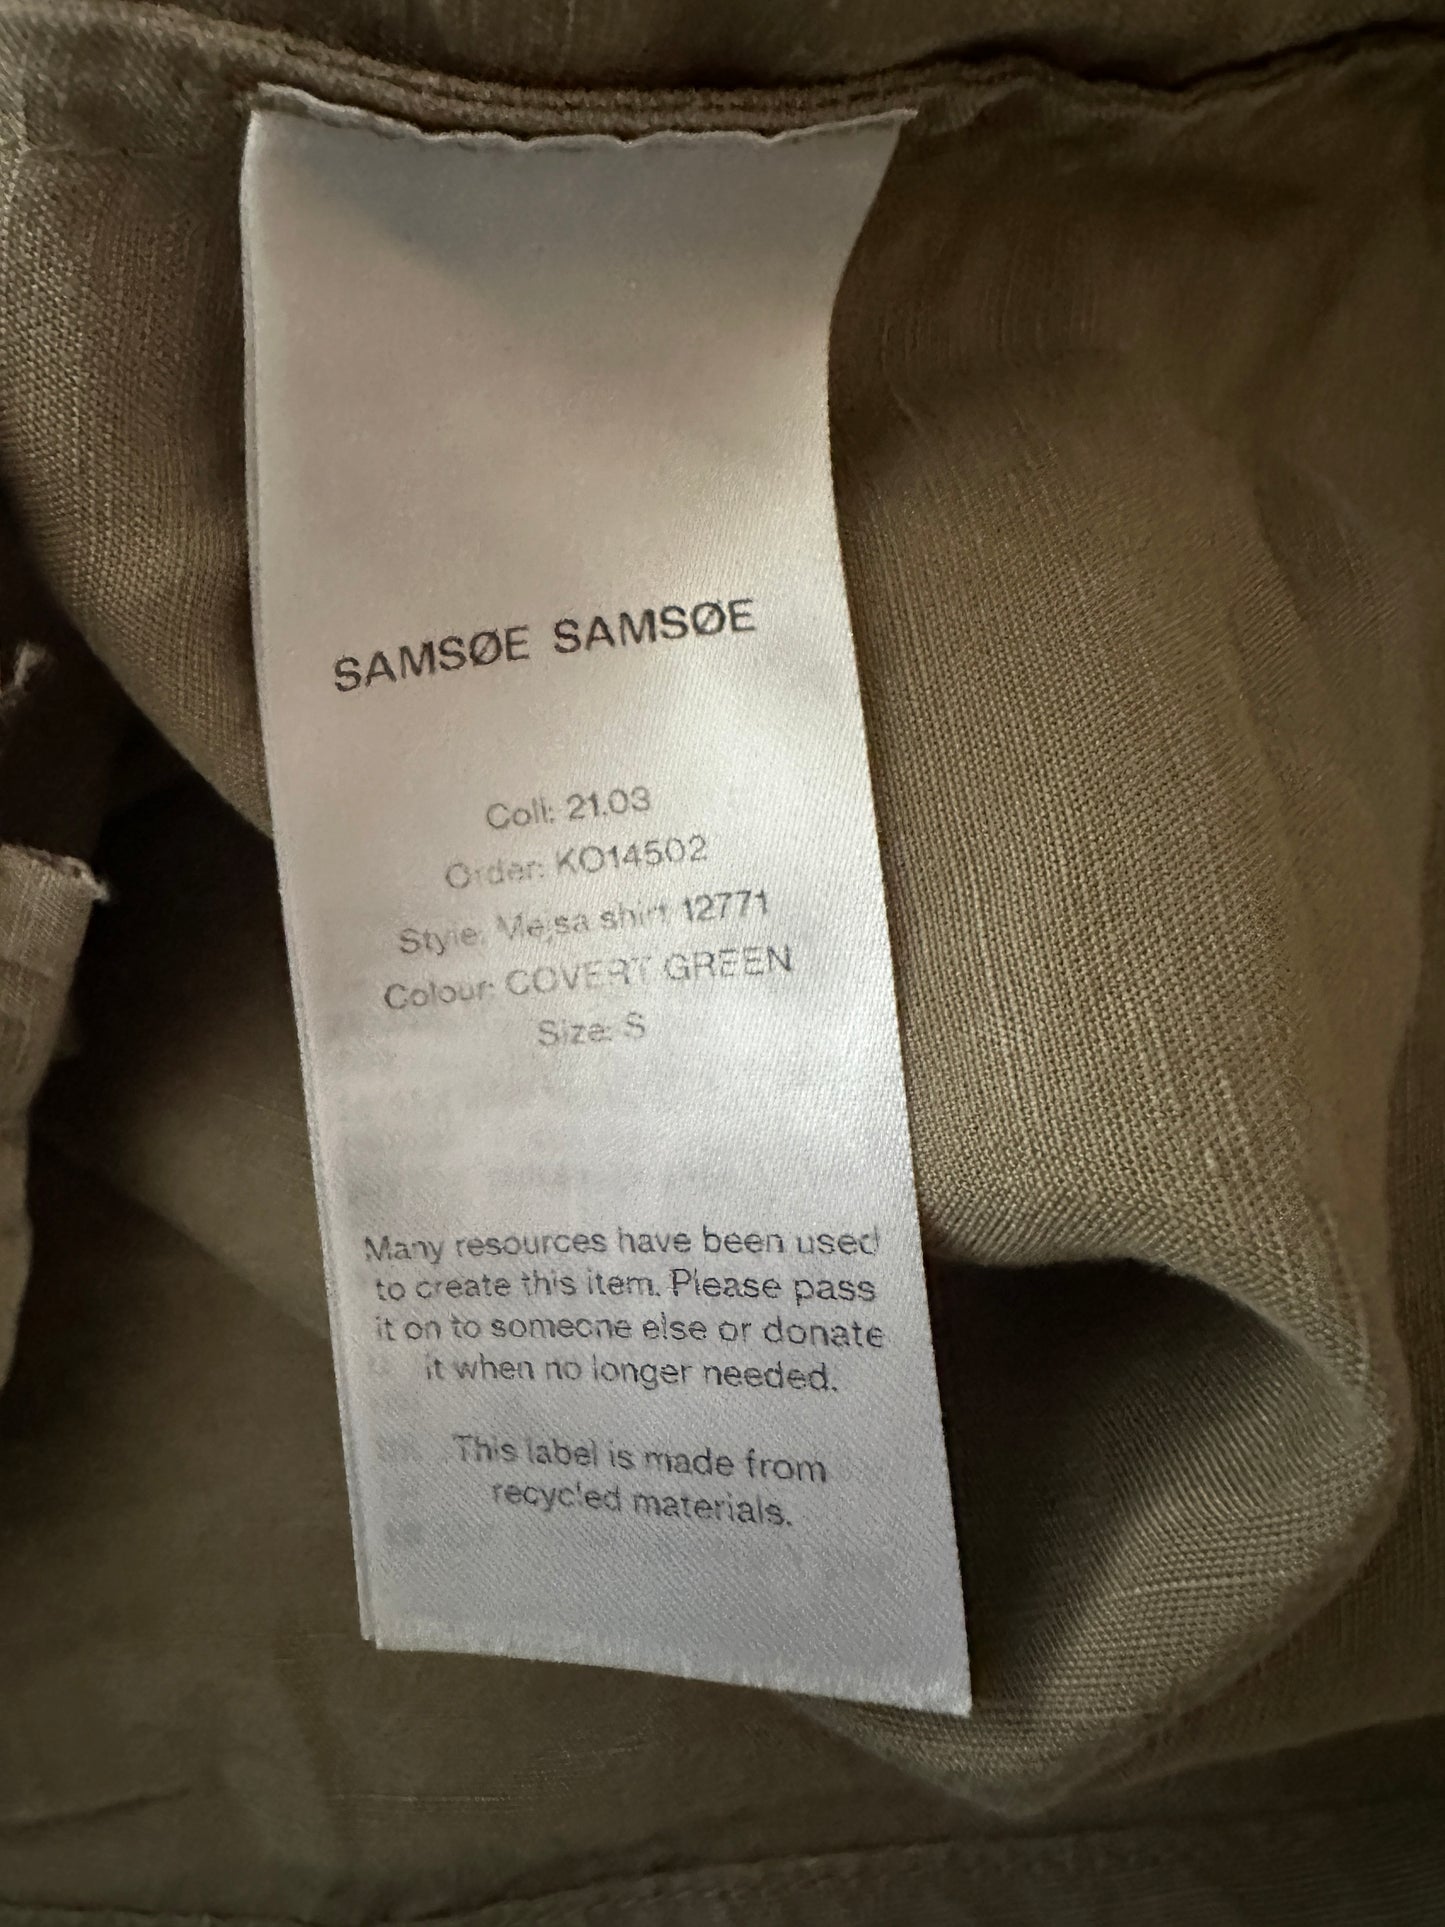 SAMSØE SAMSØE
Coll: 21.03
Order: KO14502
Style: Mejsa shirt 12771
Colour: COVERT GREEN
Size: S
Many resources have been used
to create this item. Please pass
it on to someone else or donate
it when no longer needed.
This label is made from
recycled materials.